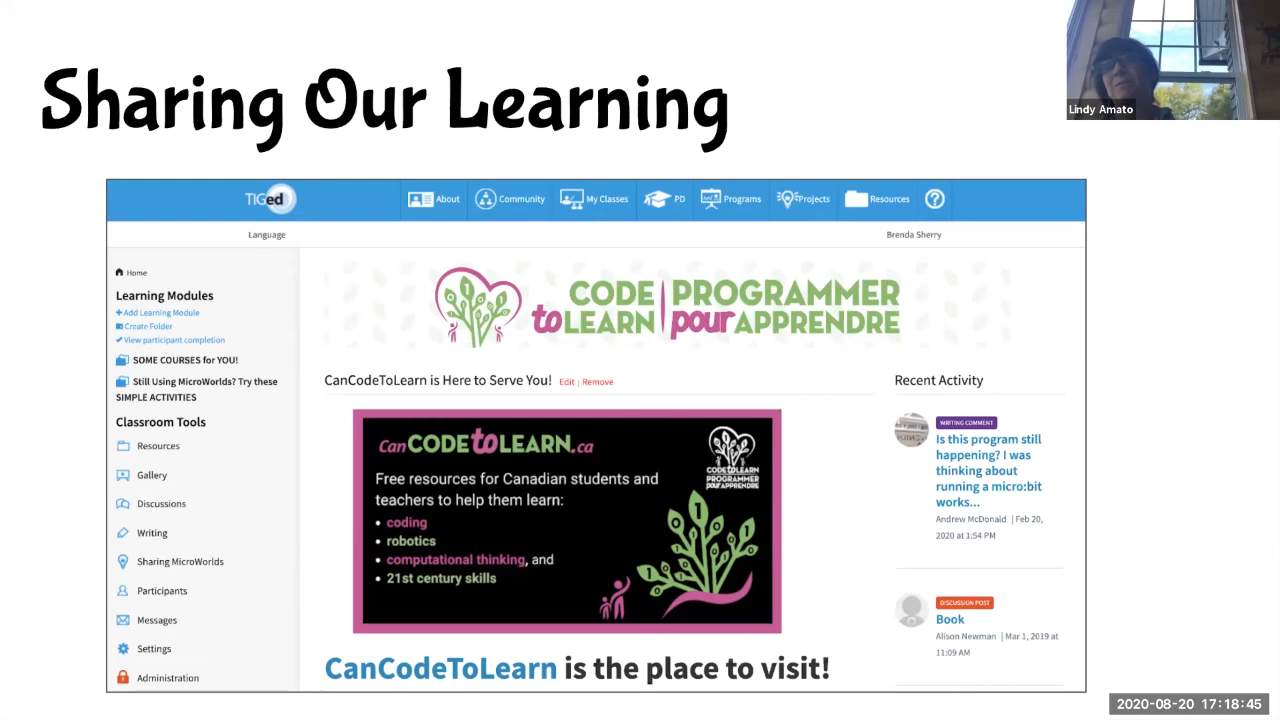 Sharing Our Learning
Lindy Amato
TIGed
About
Community
My Classes
PD
Programs
Projects
Resources
?
Language
Brenda Sherry
Home
Learning Modules
+ Add Learning Module
Create Folder
View participant completion
SOME COURSES for YOU!
Still Using MicroWorlds? Try these
SIMPLE ACTIVITIES
Classroom Tools
Resources
Gallery
Discussions
Writing
Sharing MicroWorlds
Participants
Messages
Settings
Administration
CODE
to LEARN
PROGRAMMER
pour APPRENDRE
CanCodeToLearn is Here to Serve You! Edit | Remove
CanCODEtoLEARN.ca
CODEtoLEARN
PROGRAMMER
pourAPPRENDRE
Free resources for Canadian students and
teachers to help them learn:
• coding
• robotics
• computational thinking, and
• 21st century skills
CanCodeToLearn is the place to visit!
Recent Activity
WRITING COMMENT
Is this program still
happening? I was
thinking about
running a micro:bit
works...
Andrew McDonald | Feb 20,
2020 at 1:54 PM
DISCUSSION POST
Book
Alison Newman | Mar 1, 2019 at
11:09 AM
2020-08-20 17:18:45